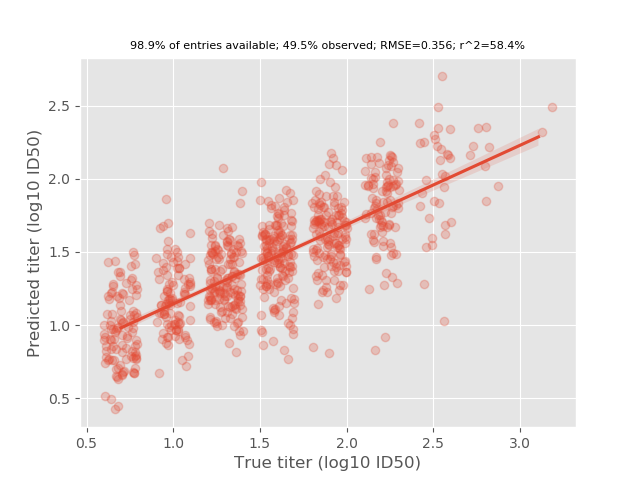 98.9% of entries available; 49.5% observed; RMSE=0.356; r^2=58.4%
2.5
2.0
1.5
1.0
0.5
Predicted titer (log10 ID50)
0.5 1.0 1.5 2.0 2.5 3.0
True titer (log10 ID50)